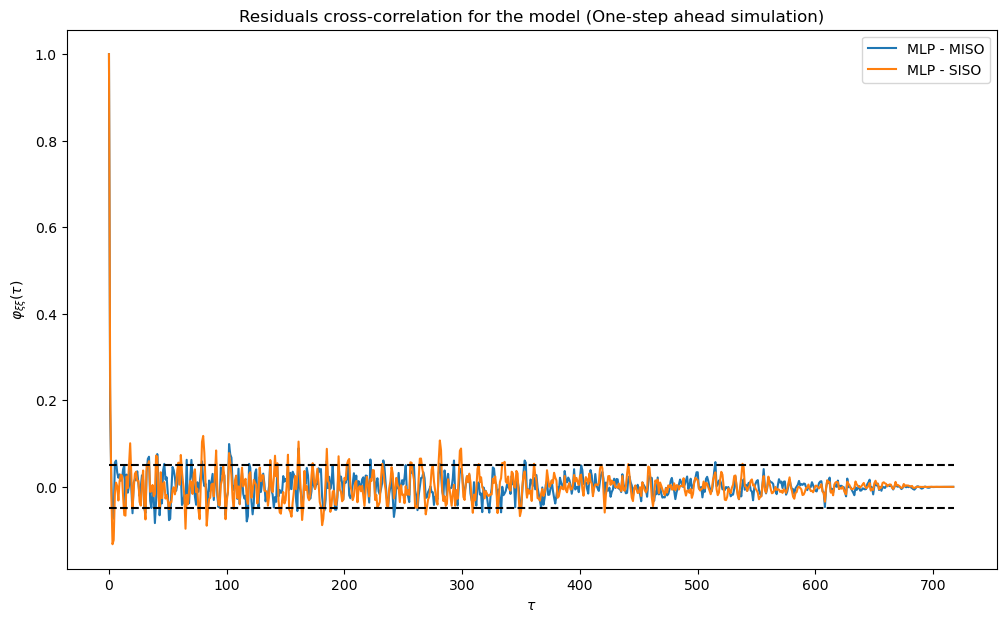 Residuals cross-correlation for the model (One-step ahead simulation)
MLP - MISO
MLP - SISO
1.0
0.8
0.6
0.4
0.2
0.0
φξξ(τ)
0 100 200 300 400 500 600 700
τ